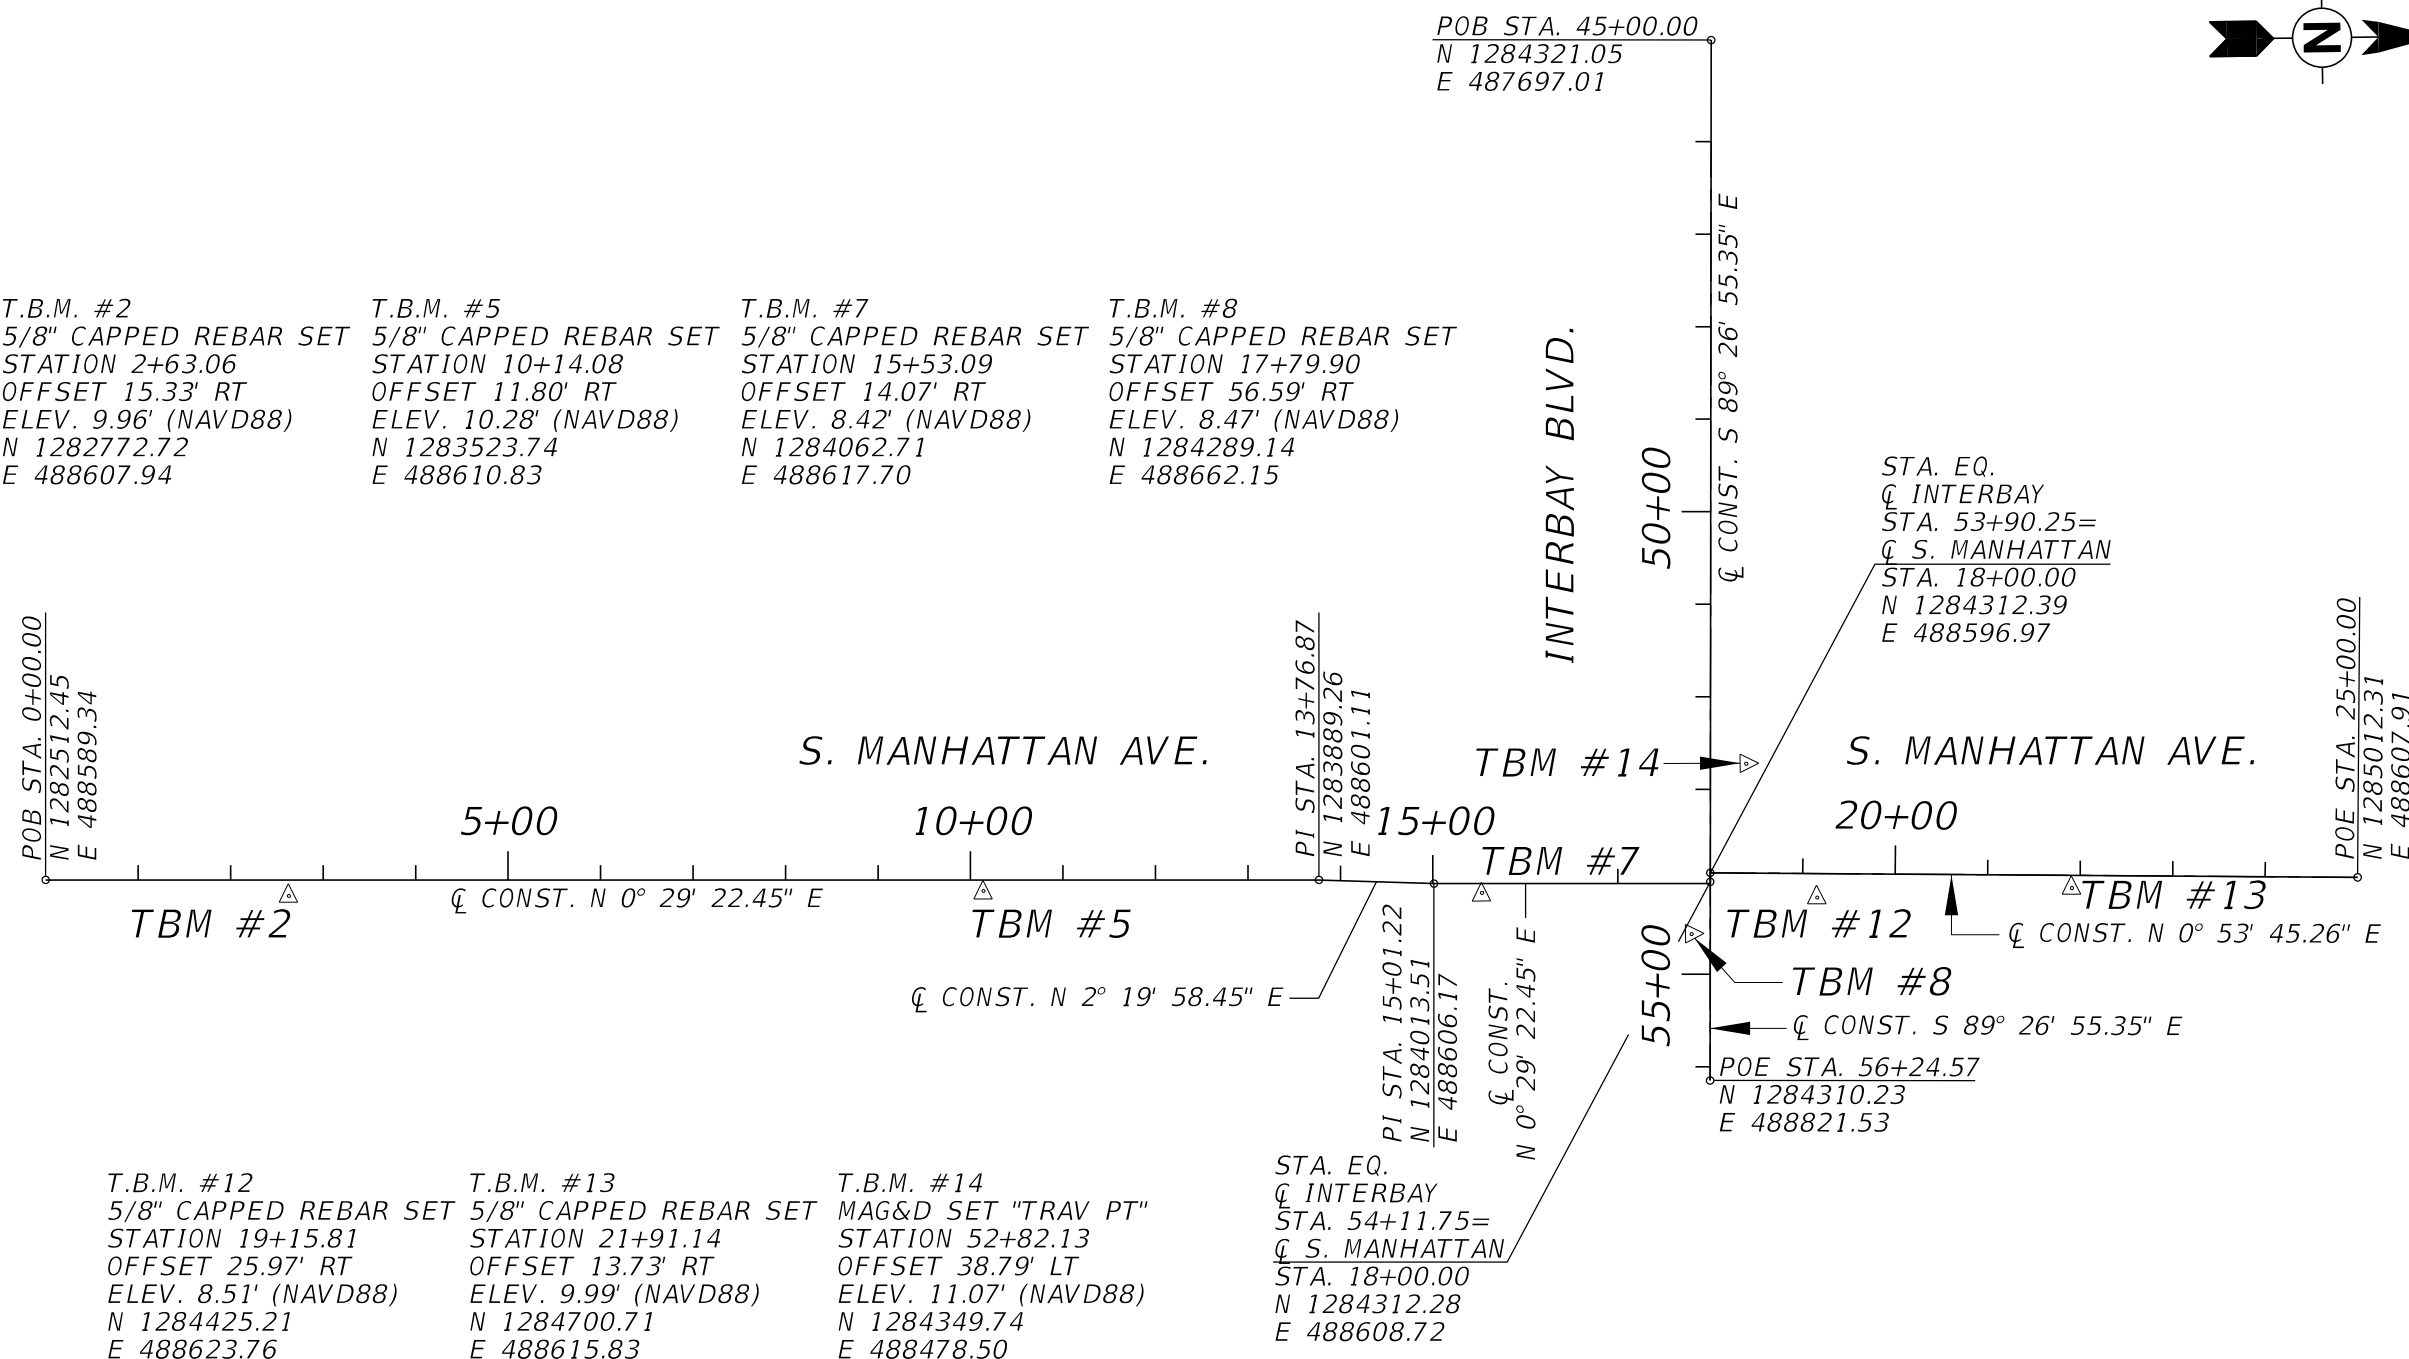 POB STA. 45+00.00
N 1284321.05
E 487697.01
N
T.B.M. #2
5/8" CAPPED REBAR SET
STATION 2+63.06
OFFSET 15.33' RT
ELEV. 9.96' (NAVD88)
N 1282772.72
E 488607.94
T.B.M. #5
5/8" CAPPED REBAR SET
STATION 10+14.08
OFFSET 11.80' RT
ELEV. 10.28' (NAVD88)
N 1283523.74
E 488610.83
T.B.M. #7
5/8" CAPPED REBAR SET
STATION 15+53.09
OFFSET 14.07' RT
ELEV. 8.42' (NAVD88)
N 1284062.71
E 488617.70
T.B.M. #8
5/8" CAPPED REBAR SET
STATION 17+79.90
OFFSET 56.59' RT
ELEV. 8.47' (NAVD88)
N 1284289.14
E 488662.15
INTERBAY BLVD.
50+00
℄ CONST. S 89° 26' 55.35" E
STA. EQ.
℄ INTERBAY
STA. 53+90.25=
℄ S. MANHATTAN
STA. 18+00.00
N 1284312.39
E 488596.97
POB STA. 0+00.00
N 1282512.45
E 488589.34
S. MANHATTAN AVE.
PI STA. 13+76.87
N 1283889.26
E 488601.11
TBM #14
S. MANHATTAN AVE.
POE STA. 25+00.00
N 1285012.31
E 488607.91
5+00
10+00
15+00
20+00
TBM #7
TBM #2
℄ CONST. N 0° 29' 22.45" E
TBM #5
TBM #12
TBM #13
℄ CONST. N 0° 53' 45.26" E
℄ CONST. N 2° 19' 58.45" E
PI STA. 15+01.22
N 1284013.51
E 488606.17
℄ CONST.
N 0° 29' 22.45" E
55+00
TBM #8
℄ CONST. S 89° 26' 55.35" E
POE STA. 56+24.57
N 1284310.23
E 488821.53
T.B.M. #12
5/8" CAPPED REBAR SET
STATION 19+15.81
OFFSET 25.97' RT
ELEV. 8.51' (NAVD88)
N 1284425.21
E 488623.76
T.B.M. #13
5/8" CAPPED REBAR SET
STATION 21+91.14
OFFSET 13.73' RT
ELEV. 9.99' (NAVD88)
N 1284700.71
E 488615.83
T.B.M. #14
MAG&D SET "TRAV PT"
STATION 52+82.13
OFFSET 38.79' LT
ELEV. 11.07' (NAVD88)
N 1284349.74
E 488478.50
STA. EQ.
℄ INTERBAY
STA. 54+11.75=
℄ S. MANHATTAN
STA. 18+00.00
N 1284312.28
E 488608.72